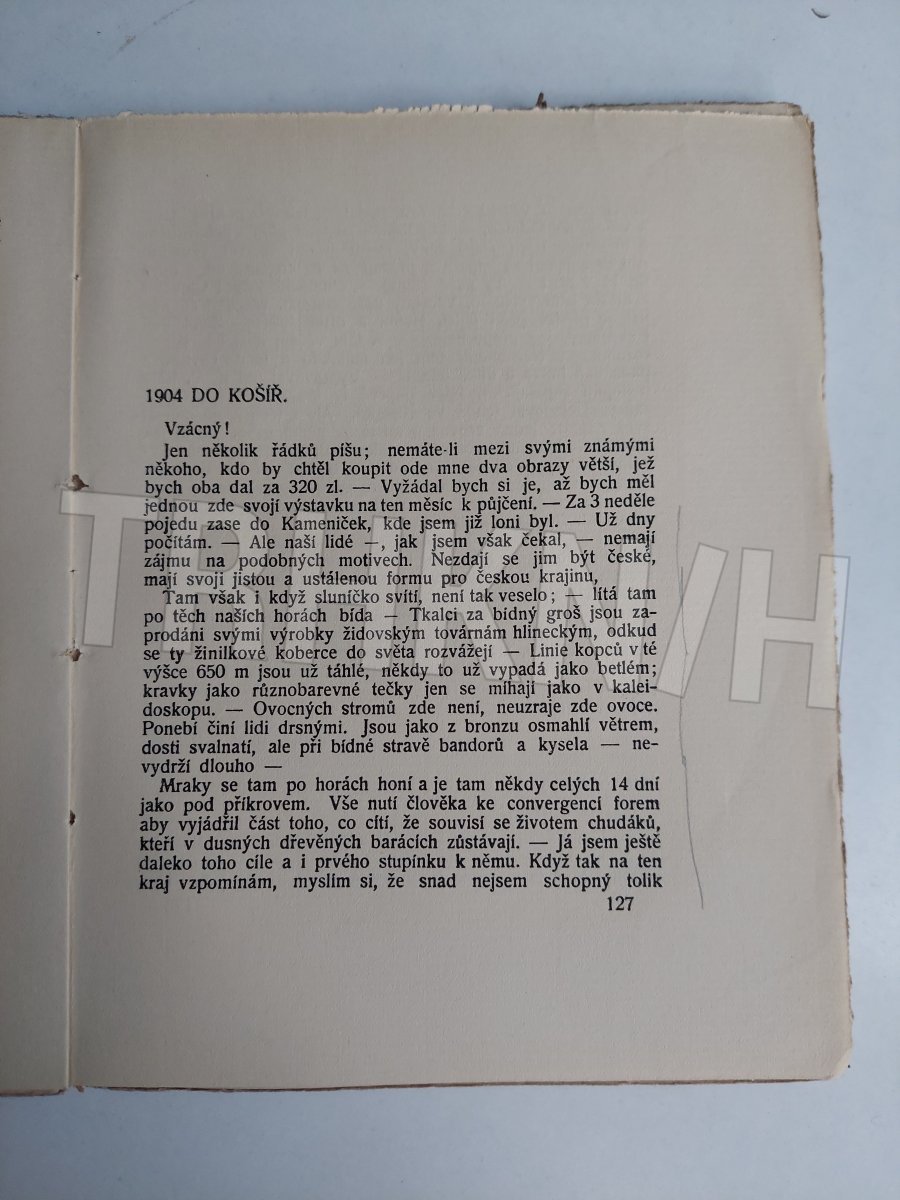 1904 DO KOŠÍŘ.
Vzácný!
Jen několik řádků píšu; nemáte-li mezi svými známými
někoho, kdo by chtěl koupit ode mne dva obrazy větší, jež
bych oba dal za 320 zl. — Vyžádal bych si je, až bych měl
jednou zde svojí výstavku na ten měsíc k půjčení. — Za 3 neděle
pojedu zase do Kameniček, kde jsem již loni byl. — Už dny
počítám. — Ale naší lidé —, jak jsem však čekal, — nemají
zájmu na podobných motivech. Nezdají se jim být české,
mají svoji jistou a ustálenou formu pro českou krajinu,
Tam však i když sluníčko svítí, není tak veselo; — lítá tam
po těch naších horách bída — Tkalci za bídný groš jsou za-
prodáni svými výrobky židovským továrnám hlineckým, odkud
se ty žinilkové koberce do světa rozvážejí — Linie kopců v té
výšce 650 m jsou už táhlé, někdy to už vypadá jako betlém;
kravky jako různobarevné tečky jen se míhají jako v kalei-
doskopu. — Ovocných stromů zde není, neuzraje zde ovoce.
Ponebí činí lidi drsnými. Jsou jako z bronzu osmahlí větrem,
dosti svalnatí, ale při bídné stravě bandorů a kysela — ne-
vydrží dlouho —
Mraky se tam po horách honí a je tam někdy celých 14 dní
jako pod příkrovem. Vše nutí člověka ke convergencí forem
aby vyjádřil část toho, co cítí, že souvisí se životem chudáků,
kteří v dusných dřevěných barácích zůstávají. — Já jsem ještě
daleko toho cíle a i prvého stupínku k němu. Když tak na ten
kraj vzpomínám, myslím si, že snad nejsem schopný tolik
127